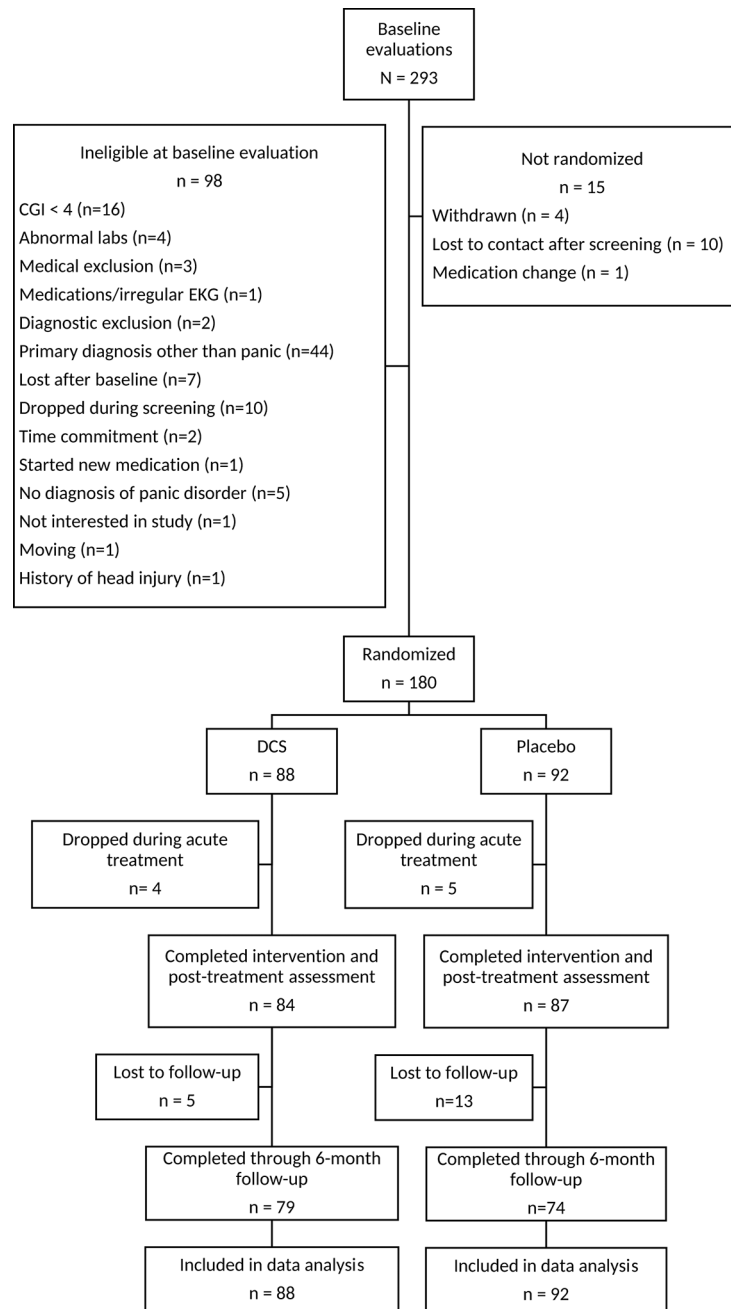 Baseline
evaluations
N = 293
Ineligible at baseline evaluation
n = 98
CGI < 4 (n=16)
Abnormal labs (n=4)
Medical exclusion (n=3)
Medications/irregular EKG (n=1)
Diagnostic exclusion (n=2)
Primary diagnosis other than panic (n=44)
Lost after baseline (n=7)
Dropped during screening (n=10)
Time commitment (n=2)
Started new medication (n=1)
No diagnosis of panic disorder (n=5)
Not interested in study (n=1)
Moving (n=1)
History of head injury (n=1)
Not randomized
n = 15
Withdrawn (n = 4)
Lost to contact after screening (n = 10)
Medication change (n = 1)
Randomized
n = 180
DCS
n = 88
Placebo
n = 92
Dropped during acute
treatment
n= 4
Dropped during acute
treatment
n = 5
Completed intervention and
post-treatment assessment
n = 84
Completed intervention and
post-treatment assessment
n = 87
Lost to follow-up
n = 5
Lost to follow-up
n=13
Completed through 6-month
follow-up
n = 79
Completed through 6-month
follow-up
n=74
Included in data analysis
n = 88
Included in data analysis
n = 92